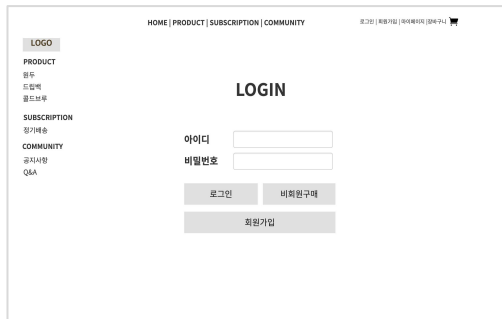 HOME | PRODUCT | SUBSCRIPTION | COMMUNITY
로그인 | 회원가입 | 마이페이지 |장바구니
LOGO
PRODUCT
원두
드립백
콜드브루
SUBSCRIPTION
정기배송
COMMUNITY
공지사항
Q&A
LOGIN
아이디
비밀번호
로그인 비회원구매
회원가입